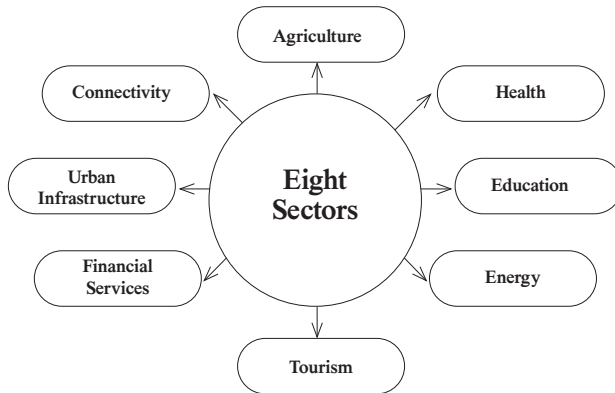 Agriculture
Connectivity
Health
Urban
Infrastructure
Eight
Sectors
Education
Financial
Services
Energy
Tourism